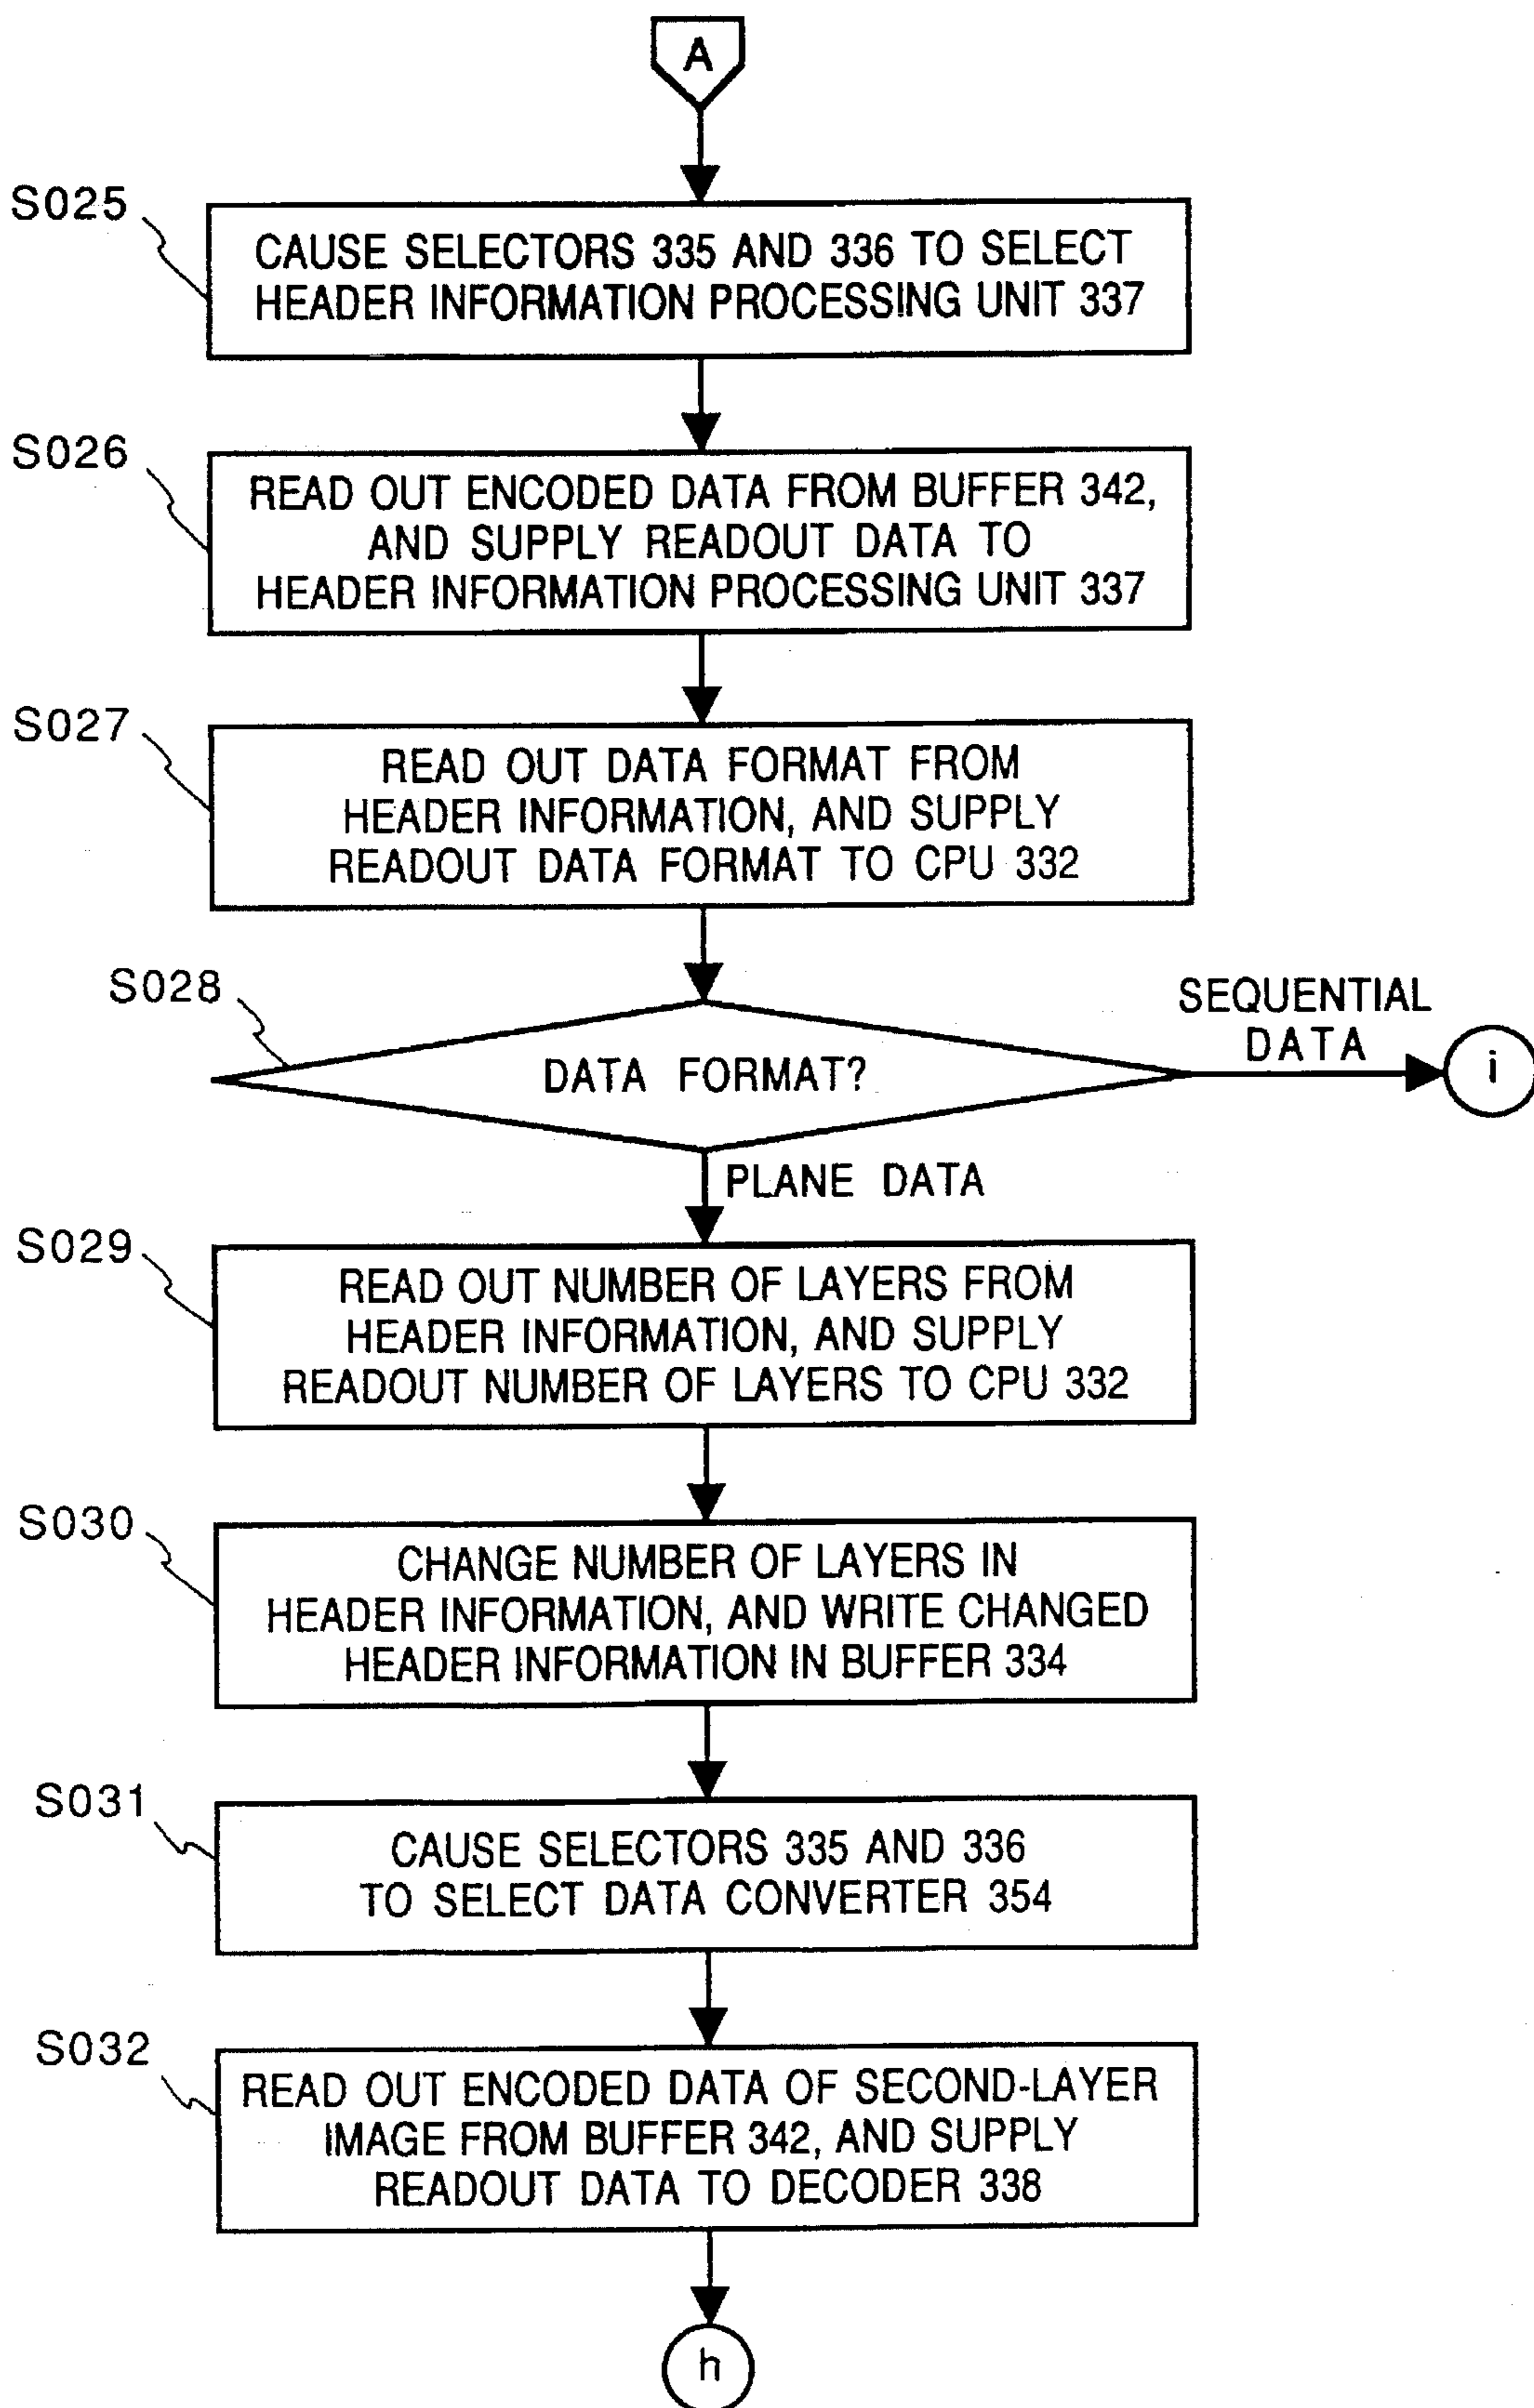 A
S025
CAUSE SELECTORS 335 AND 336 TO SELECT
HEADER INFORMATION PROCESSING UNIT 337
S026
READ OUT ENCODED DATA FROM BUFFER 342,
AND SUPPLY READOUT DATA TO
HEADER INFORMATION PROCESSING UNIT 337
S027
READ OUT DATA FORMAT FROM
HEADER INFORMATION, AND SUPPLY
READOUT DATA FORMAT TO CPU 332
S028
DATA FORMAT?
SEQUENTIAL
DATA
i
PLANE DATA
S029
READ OUT NUMBER OF LAYERS FROM
HEADER INFORMATION, AND SUPPLY
READOUT NUMBER OF LAYERS TO CPU 332
S030
CHANGE NUMBER OF LAYERS IN
HEADER INFORMATION, AND WRITE CHANGED
HEADER INFORMATION IN BUFFER 334
S031
CAUSE SELECTORS 335 AND 336
TO SELECT DATA CONVERTER 354
S032
READ OUT ENCODED DATA OF SECOND-LAYER
IMAGE FROM BUFFER 342, AND SUPPLY
READOUT DATA TO DECODER 338
h